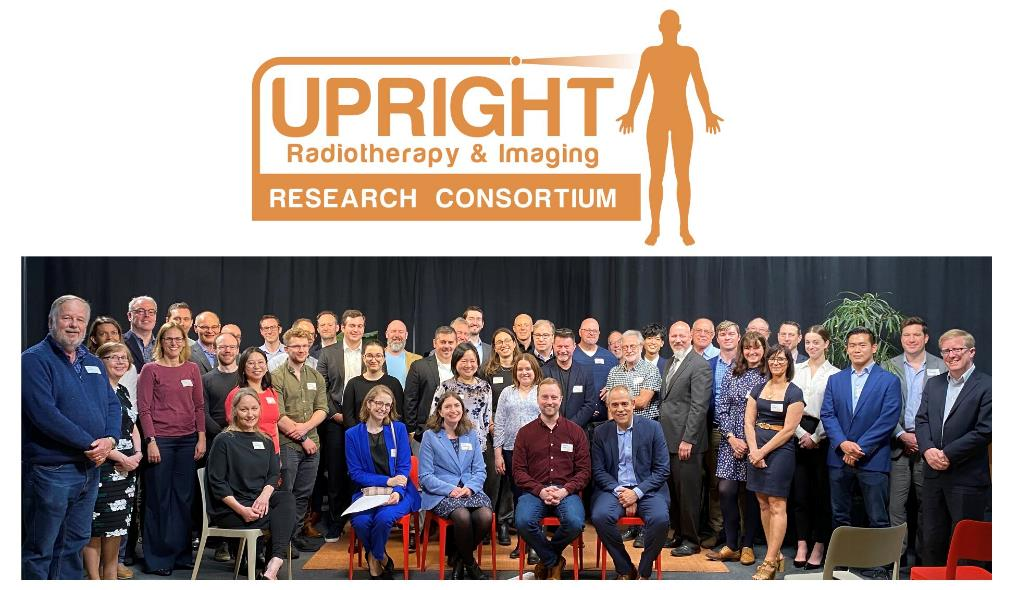 UPRIGHT
Radiotherapy & Imaging
RESEARCH CONSORTIUM